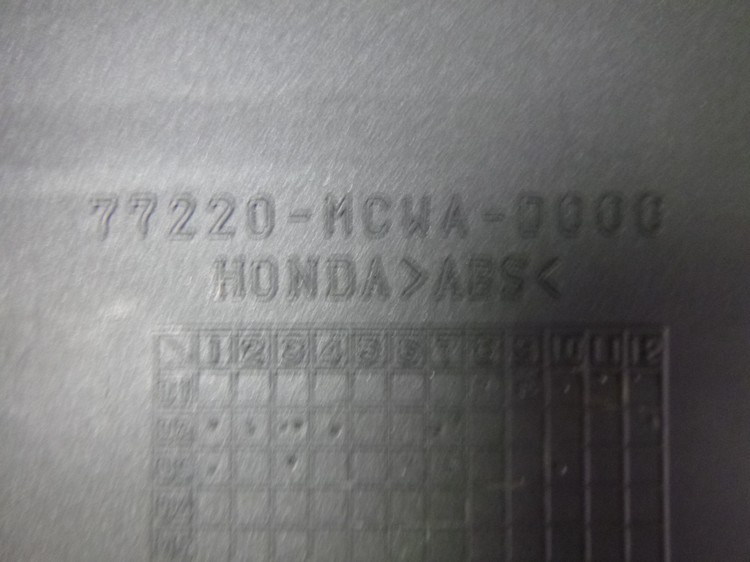 77220-MCWA-0000
HONDA>ABS<
1 2 3 4 5 6 7 8 9 10 11 12